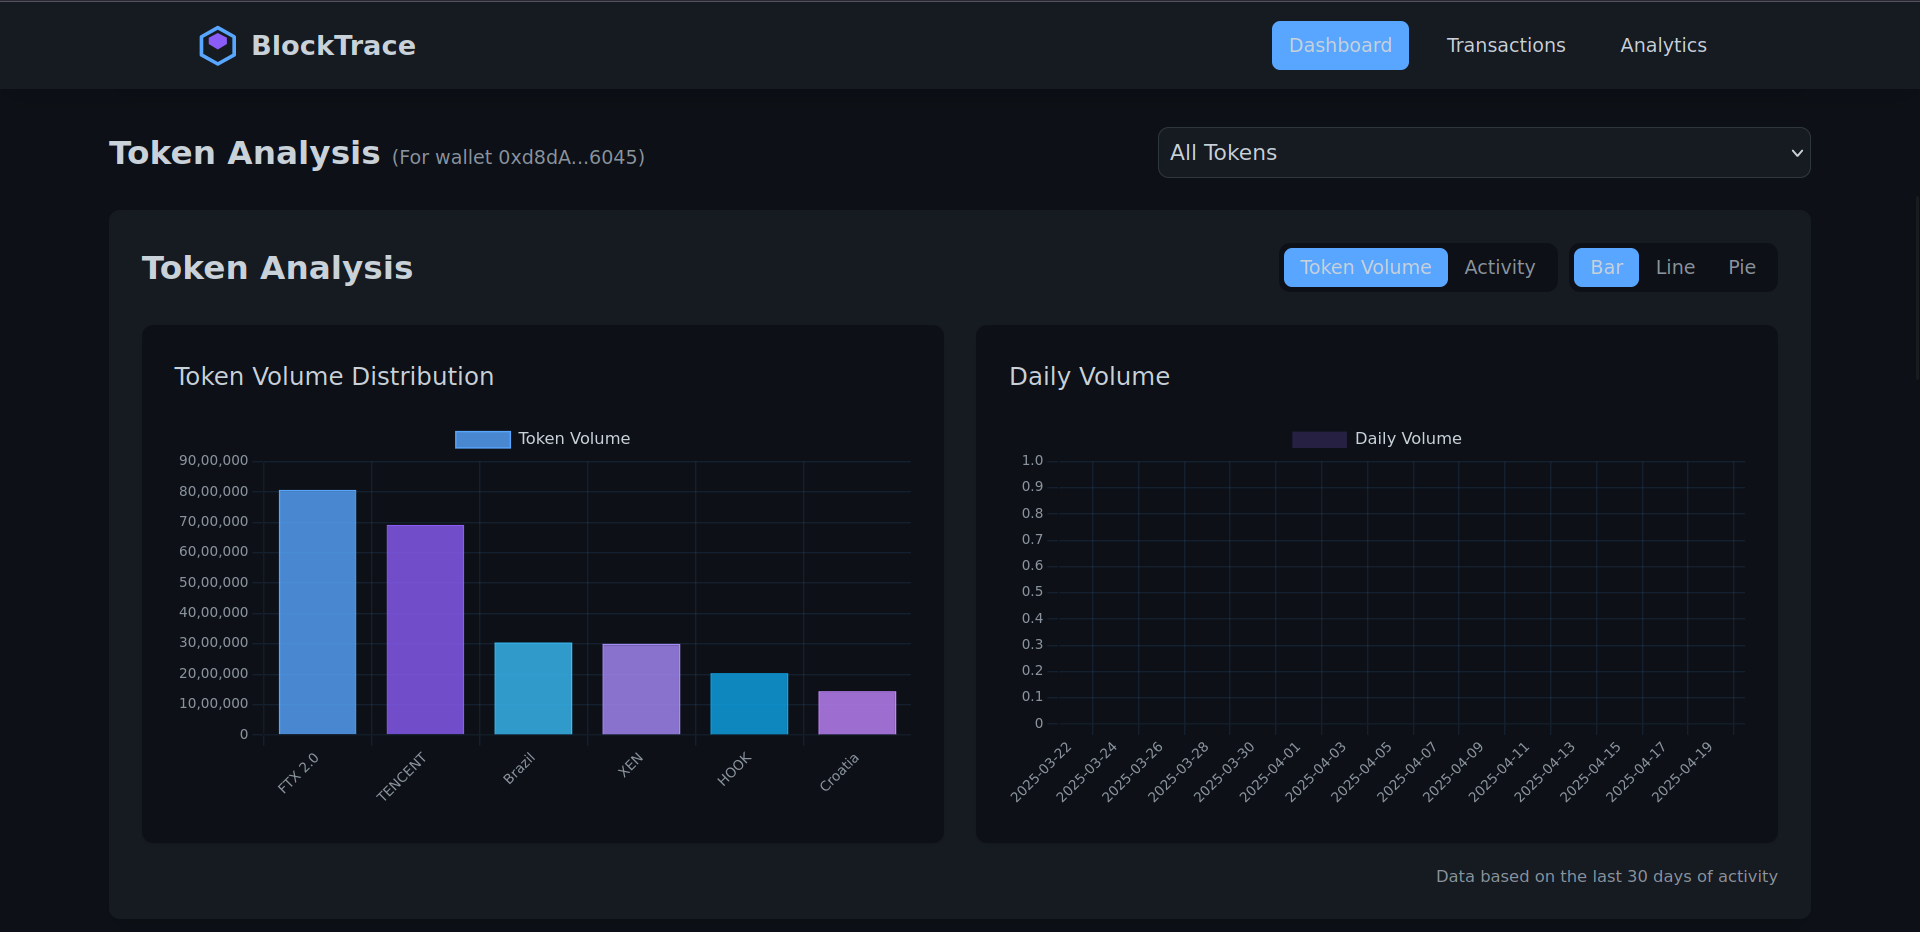 BlockTrace
Dashboard
Transactions
Analytics
Token Analysis (For wallet 0xd8dA...6045)
All Tokens
Token Analysis
Token Volume
Activity
Bar
Line
Pie
Token Volume Distribution
Token Volume
90,00,000
80,00,000
70,00,000
60,00,000
50,00,000
40,00,000
30,00,000
20,00,000
10,00,000
0
FTX 2.0
TENCENT
Brazil
XEN
HOOK
Croatia
Daily Volume
Daily Volume
1.0
0.9
0.8
0.7
0.6
0.5
0.4
0.3
0.2
0.1
0
2025-03-22
2025-03-24
2025-03-26
2025-03-28
2025-03-30
2025-04-01
2025-04-03
2025-04-05
2025-04-07
2025-04-09
2025-04-11
2025-04-13
2025-04-15
2025-04-17
2025-04-19
Data based on the last 30 days of activity